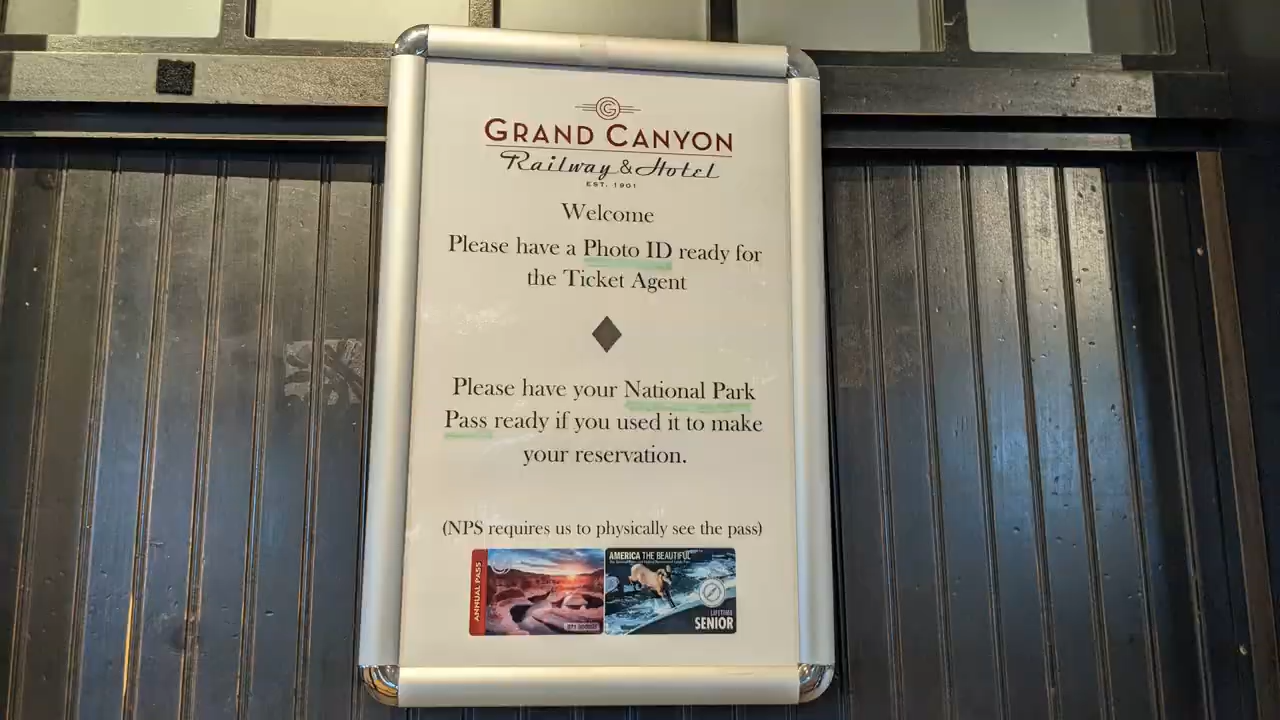 GRAND CANYON
Railway & Hotel
EST. 1901
Welcome
Please have a Photo ID ready for
the Ticket Agent
Please have your National Park
Pass ready if you used it to make
your reservation.
(NPS requires us to physically see the pass)
ANNUAL PASS
AMERICA THE BEAUTIFUL
LIFETIME
SENIOR